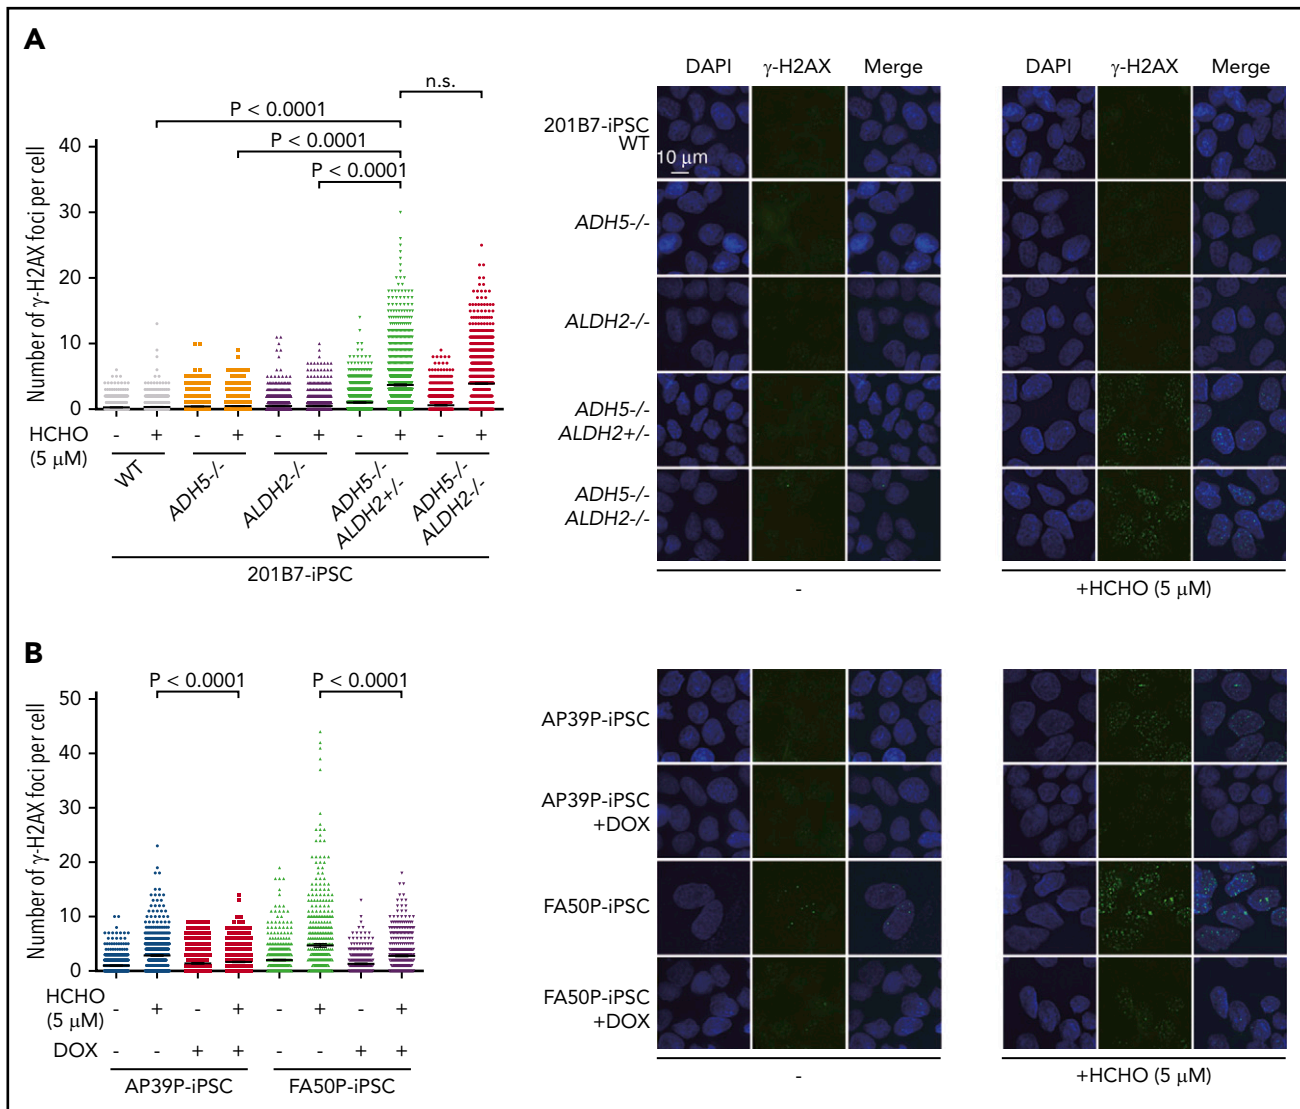 A
DAPI γ-H2AX Merge
DAPI γ-H2AX Merge
n.s.
P < 0.0001
P < 0.0001
P < 0.0001
Number of γ-H2AX foci per cell
40
30
20
10
0
HCHO - + - + - + - + - +
(5 μM)
WT
ADH5-/-
ALDH2-/-
ADH5-/-
ALDH2+/-
ADH5-/-
ALDH2-/-
201B7-iPSC
201B7-iPSC
WT
10 μm
ADH5-/-
ALDH2-/-
ADH5-/-
ALDH2+/-
ADH5-/-
ALDH2-/-
-
+HCHO (5 μM)
B
P < 0.0001
P < 0.0001
Number of γ-H2AX foci per cell
50
40
30
20
10
0
HCHO - + - + - + - +
(5 μM)
DOX - - + + - - + +
AP39P-iPSC
FA50P-iPSC
AP39P-iPSC
AP39P-iPSC
+DOX
FA50P-iPSC
FA50P-iPSC
+DOX
-
+HCHO (5 μM)